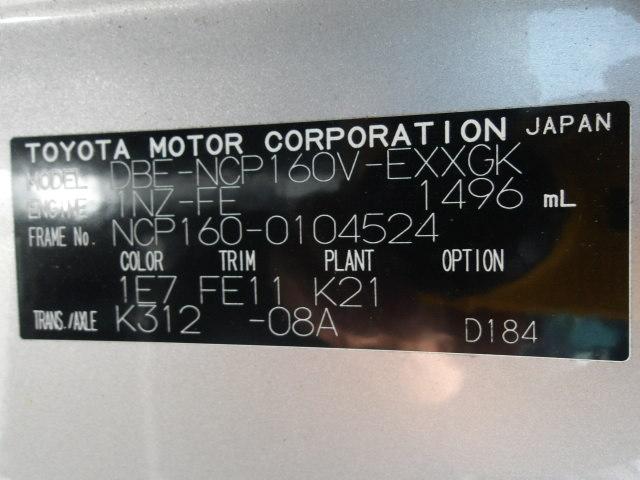 TOYOTA MOTOR CORPORATION JAPAN
MODEL DBE-NCP160V-EXXGK
ENGINE 1NZ-FE 1496 mL
FRAME No. NCP160-0104524
COLOR TRIM PLANT OPTION
1E7 FE11 K21
TRANS./AXLE K312 -08A D184